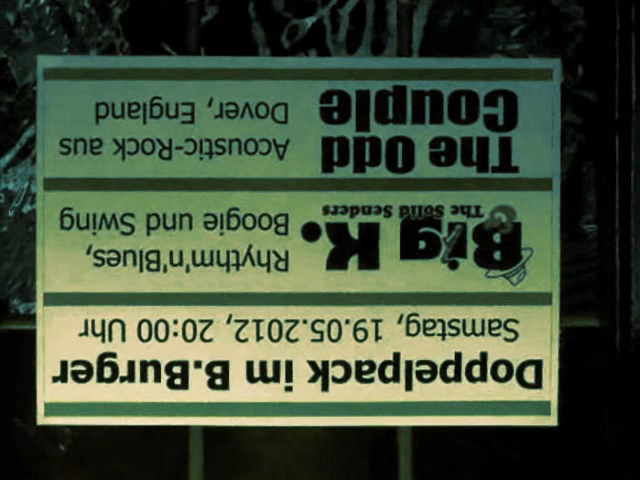 Doppelpack im B.Burger
Samstag, 19.05.2012, 20:00 Uhr
Big K.
The Solid Senders
Rhythm'n'Blues,
Boogie und Swing
The Odd
Couple
Acoustic-Rock aus
Dover, England